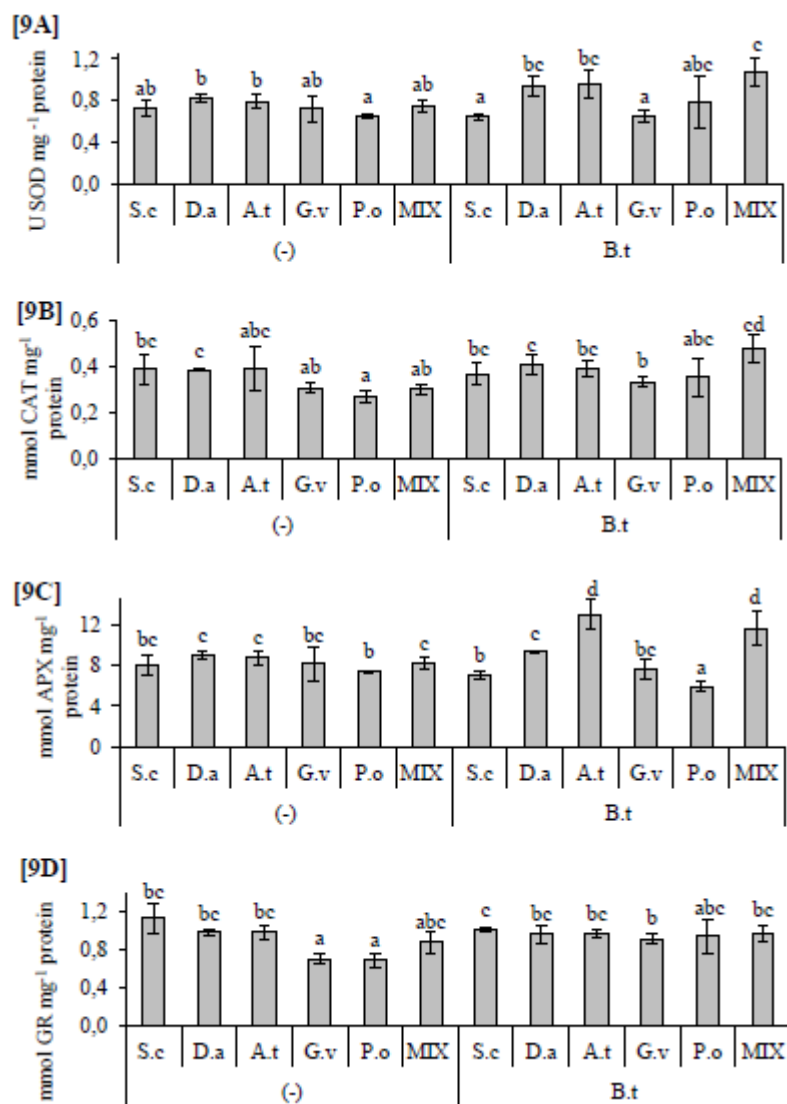 [9A]
U SOD mg⁻¹ protein
1,2
0,8
0,4
0,0
ab b b ab a ab a bc bc a abc c
S.c D.a A.t G.v P.o MIX S.c D.a A.t G.v P.o MIX
(-) B.t
[9B]
mmol CAT mg⁻¹
protein
0,6
0,4
0,2
0,0
bc c abc ab a ab bc c bc b abc cd
S.c D.a A.t G.v P.o MIX S.c D.a A.t G.v P.o MIX
(-) B.t
[9C]
mmol APX mg⁻¹
protein
12
8
4
0
bc c c bc b c b c d bc a d
S.c D.a A.t G.v P.o MIX S.c D.a A.t G.v P.o MIX
(-) B.t
[9D]
mmol GR mg⁻¹ protein
1,2
0,8
0,4
0,0
bc bc bc a a abc c bc bc b abc bc
S.c D.a A.t G.v P.o MIX S.c D.a A.t G.v P.o MIX
(-) B.t